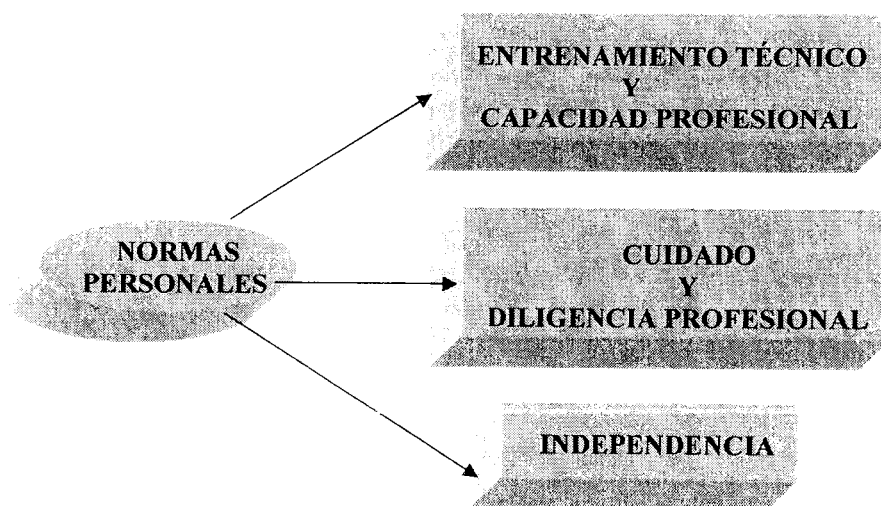 ENTRENAMIENTO TÉCNICO
Y
CAPACIDAD PROFESIONAL
NORMAS
PERSONALES
CUIDADO
Y
DILIGENCIA PROFESIONAL
INDEPENDENCIA